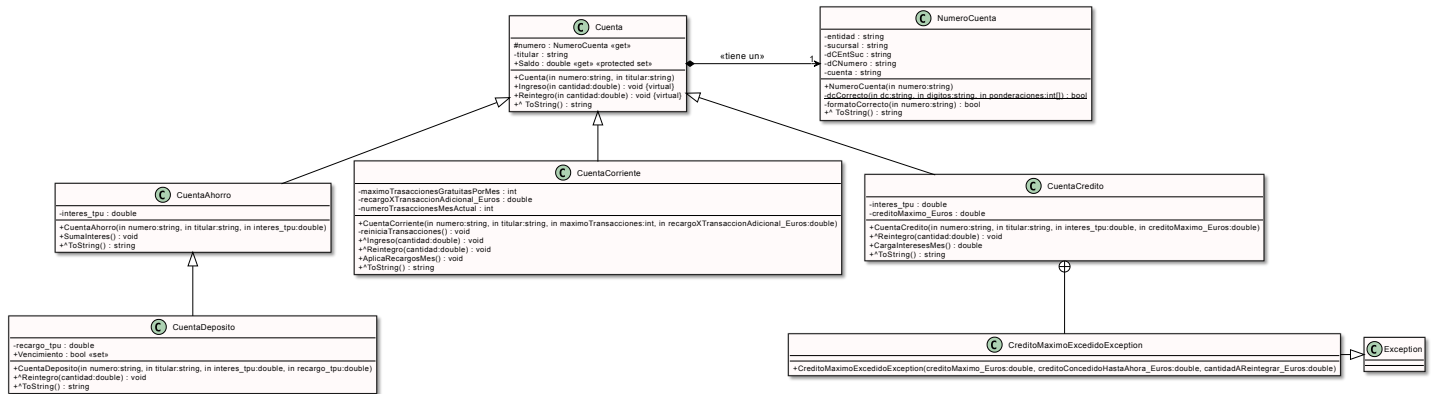 C Cuenta
#numero : NumeroCuenta «get»
-titular : string
+Saldo : double «get» «protected set»
+Cuenta(in numero:string, in titular:string)
+Ingreso(in cantidad:double) : void {virtual}
+Reintegro(in cantidad:double) : void {virtual}
+^ ToString() : string
«tiene un»
1
C NumeroCuenta
-entidad : string
-sucursal : string
-dCEntSuc : string
-dCNumero : string
-cuenta : string
+NumeroCuenta(in numero:string)
-dcCorrecto(in dc:string, in digitos:string, in ponderaciones:int[]) : bool
-formatoCorrecto(in numero:string) : bool
+^ ToString() : string
C CuentaAhorro
-interes_tpu : double
+CuentaAhorro(in numero:string, in titular:string, in interes_tpu:double)
+SumaInteres() : void
+^ToString() : string
C CuentaCorriente
-maximoTrasaccionesGratuitasPorMes : int
-recargoXTransaccionAdicional_Euros : double
-numeroTrasaccionesMesActual : int
+CuentaCorriente(in numero:string, in titular:string, in maximoTransacciones:int, in recargoXTransaccionAdicional_Euros:double)
-reiniciaTransacciones() : void
+^Ingreso(cantidad:double) : void
+^Reintegro(cantidad:double) : void
+AplicaRecargosMes() : void
+^ToString() : string
C CuentaCredito
-interes_tpu : double
-creditoMaximo_Euros : double
+CuentaCredito(in numero:string, in titular:string, in interes_tpu:double, in creditoMaximo_Euros:double)
+^Reintegro(cantidad:double) : void
+CargaInteresesMes() : double
+^ToString() : string
C CuentaDeposito
-recargo_tpu : double
+Vencimiento : bool «set»
+CuentaDeposito(in numero:string, in titular:string, in interes_tpu:double, in recargo_tpu:double)
+^Reintegro(cantidad:double) : void
+^ToString() : string
C CreditoMaximoExcedidoException
+CreditoMaximoExcedidoException(creditoMaximo_Euros:double, creditoConcedidoHastaAhora_Euros:double, cantidadAReintegrar_Euros:double)
C Exception